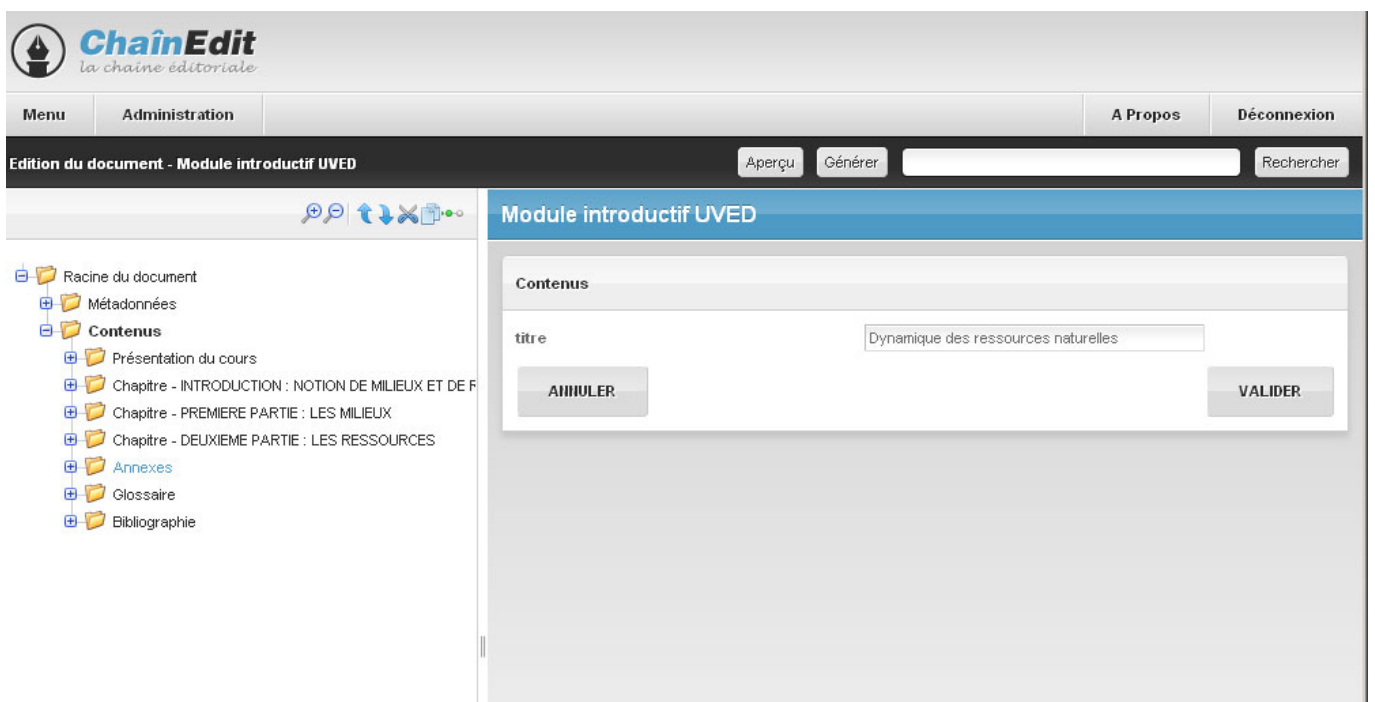 ChaînEdit
la chaîne éditoriale
Menu Administration A Propos Déconnexion
Edition du document - Module introductif UVED Aperçu Générer Rechercher
Module introductif UVED
Racine du document
Métadonnées
Contenus
Présentation du cours
Chapitre - INTRODUCTION : NOTION DE MILIEUX ET DE
Chapitre - PREMIERE PARTIE : LES MILIEUX
Chapitre - DEUXIEME PARTIE : LES RESSOURCES
Annexes
Glossaire
Bibliographie
Contenus
titre Dynamique des ressources naturelles
ANNULER VALIDER